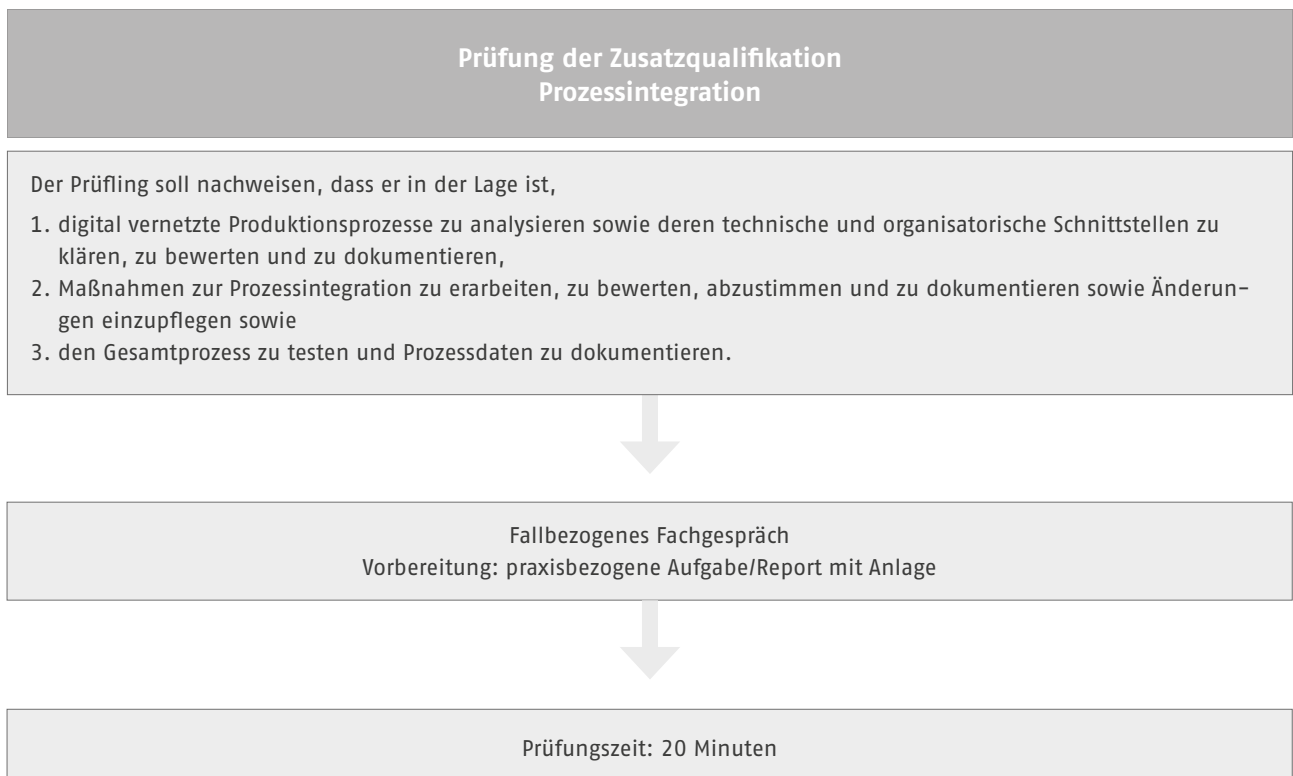 Prüfung der Zusatzqualifikation
Prozessintegration
Der Prüfling soll nachweisen, dass er in der Lage ist,
1. digital vernetzte Produktionsprozesse zu analysieren sowie deren technische und organisatorische Schnittstellen zu
klären, zu bewerten und zu dokumentieren,
2. Maßnahmen zur Prozessintegration zu erarbeiten, zu bewerten, abzustimmen und zu dokumentieren sowie Änderun-
gen einzupflegen sowie
3. den Gesamtprozess zu testen und Prozessdaten zu dokumentieren.
Fallbezogenes Fachgespräch
Vorbereitung: praxisbezogene Aufgabe/Report mit Anlage
Prüfungszeit: 20 Minuten